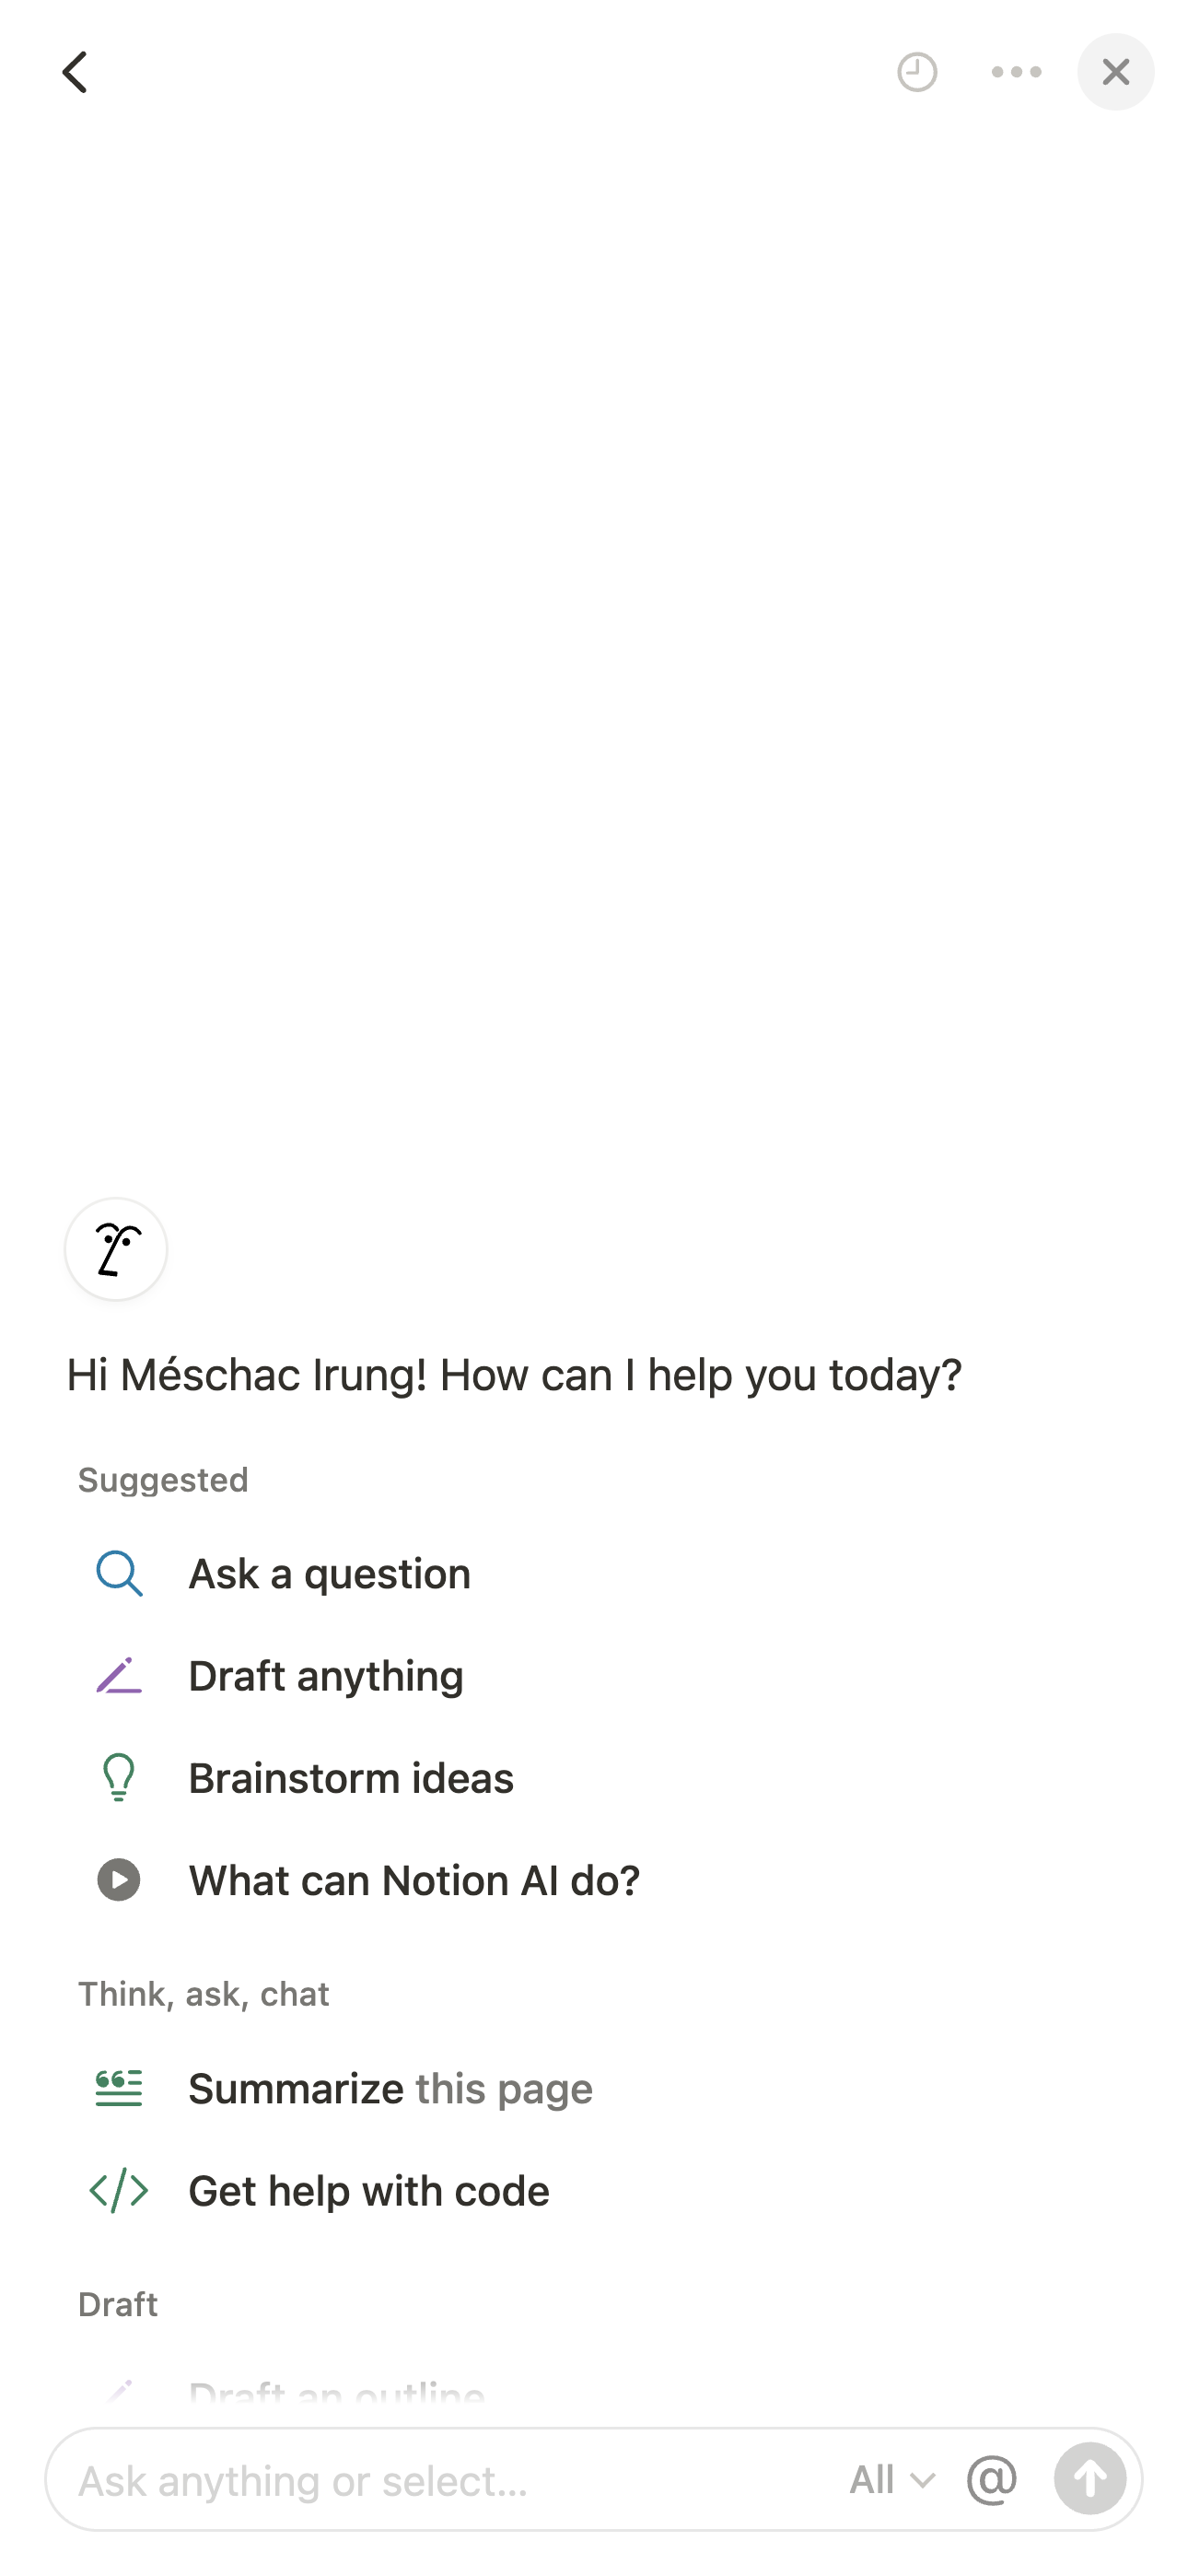 Hi Méschac Irung! How can I help you today?
Suggested
Ask a question
Draft anything
Brainstorm ideas
What can Notion AI do?
Think, ask, chat
Summarize this page
Get help with code
Draft
Draft an outline
Ask anything or select...
All
@